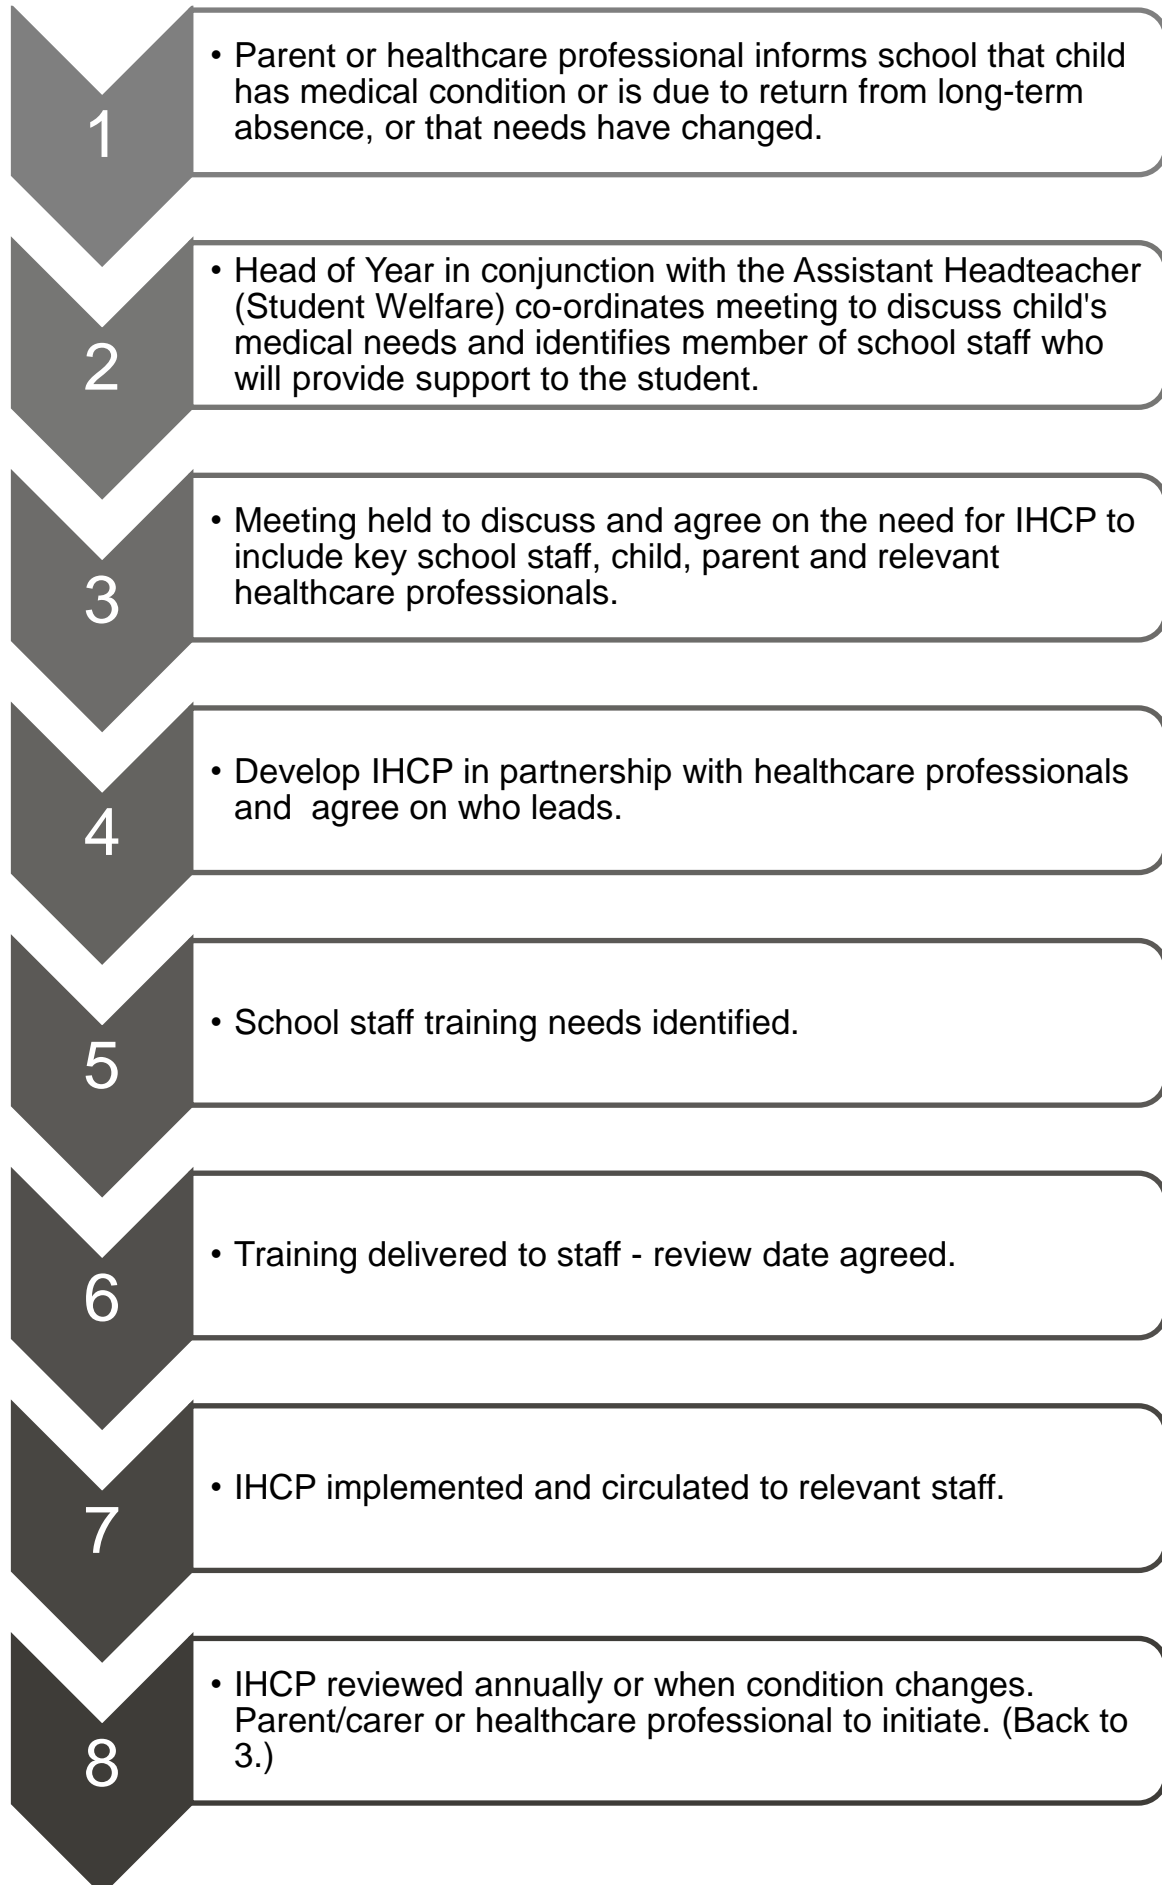 1
• Parent or healthcare professional informs school that child
has medical condition or is due to return from long-term
absence, or that needs have changed.
2
• Head of Year in conjunction with the Assistant Headteacher
(Student Welfare) co-ordinates meeting to discuss child's
medical needs and identifies member of school staff who
will provide support to the student.
3
• Meeting held to discuss and agree on the need for IHCP to
include key school staff, child, parent and relevant
healthcare professionals.
4
• Develop IHCP in partnership with healthcare professionals
and  agree on who leads.
5
• School staff training needs identified.
6
• Training delivered to staff - review date agreed.
7
• IHCP implemented and circulated to relevant staff.
8
• IHCP reviewed annually or when condition changes.
Parent/carer or healthcare professional to initiate. (Back to
3.)